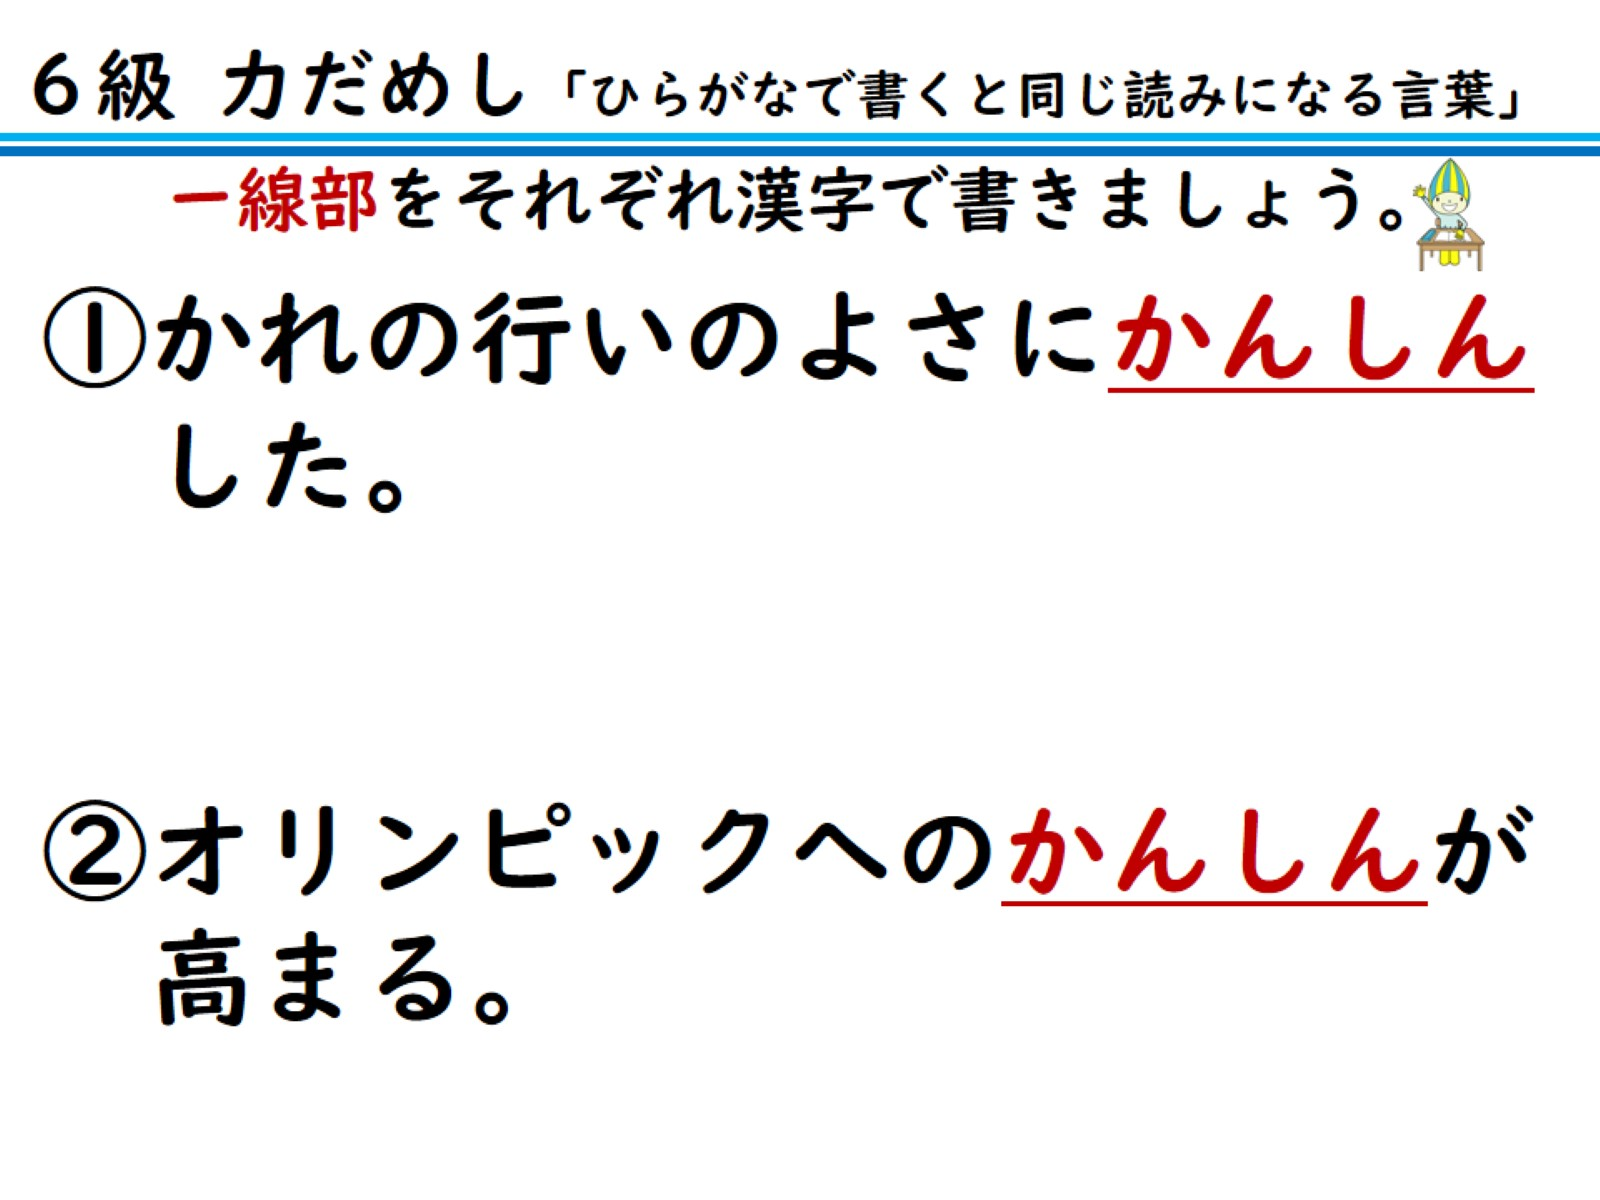 ６級 力だめし「ひらがなで書くと同じ読みになる言葉」
ー線部をそれぞれ漢字で書きましょう。
①かれの行いのよさにかんしん
した。
②オリンピックへのかんしんが
高まる。